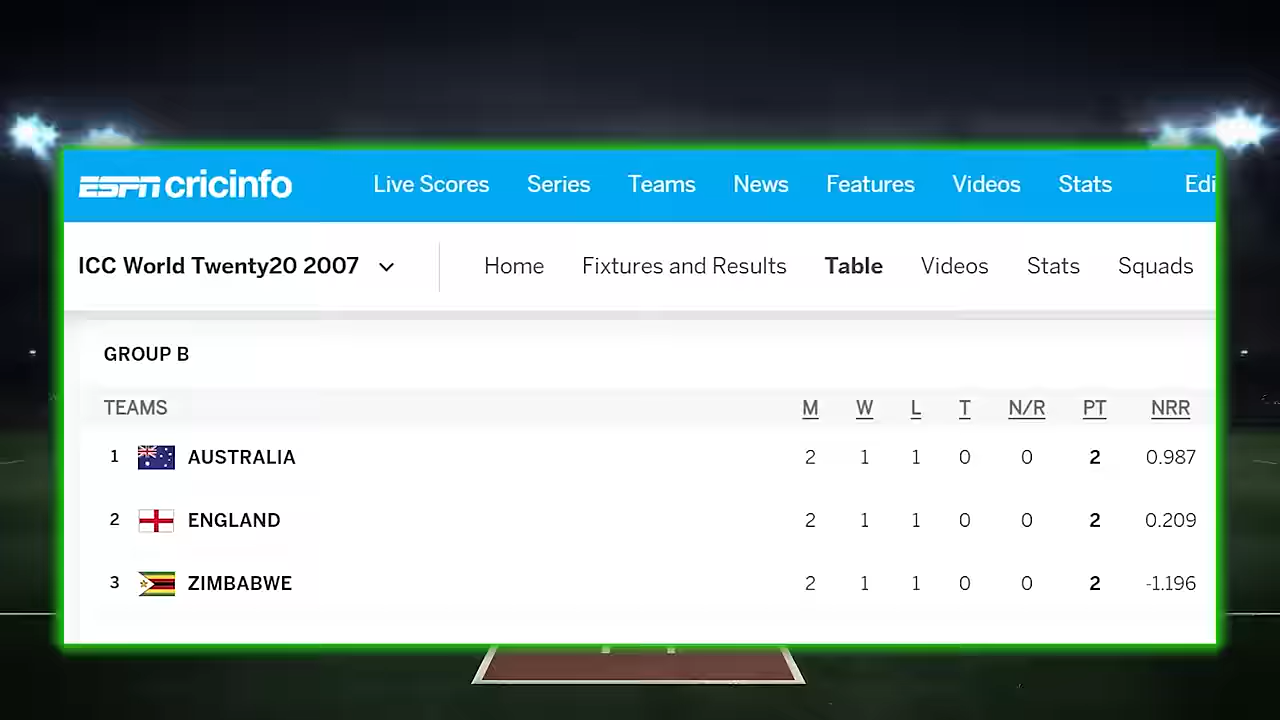 ESPN cricinfo Live Scores Series Teams News Features Videos Stats Edi
ICC World Twenty20 2007 Home Fixtures and Results Table Videos Stats Squads
GROUP B
TEAMS M W L T N/R PT NRR
1 AUSTRALIA 2 1 1 0 0 2 0.987
2 ENGLAND 2 1 1 0 0 2 0.209
3 ZIMBABWE 2 1 1 0 0 2 -1.196